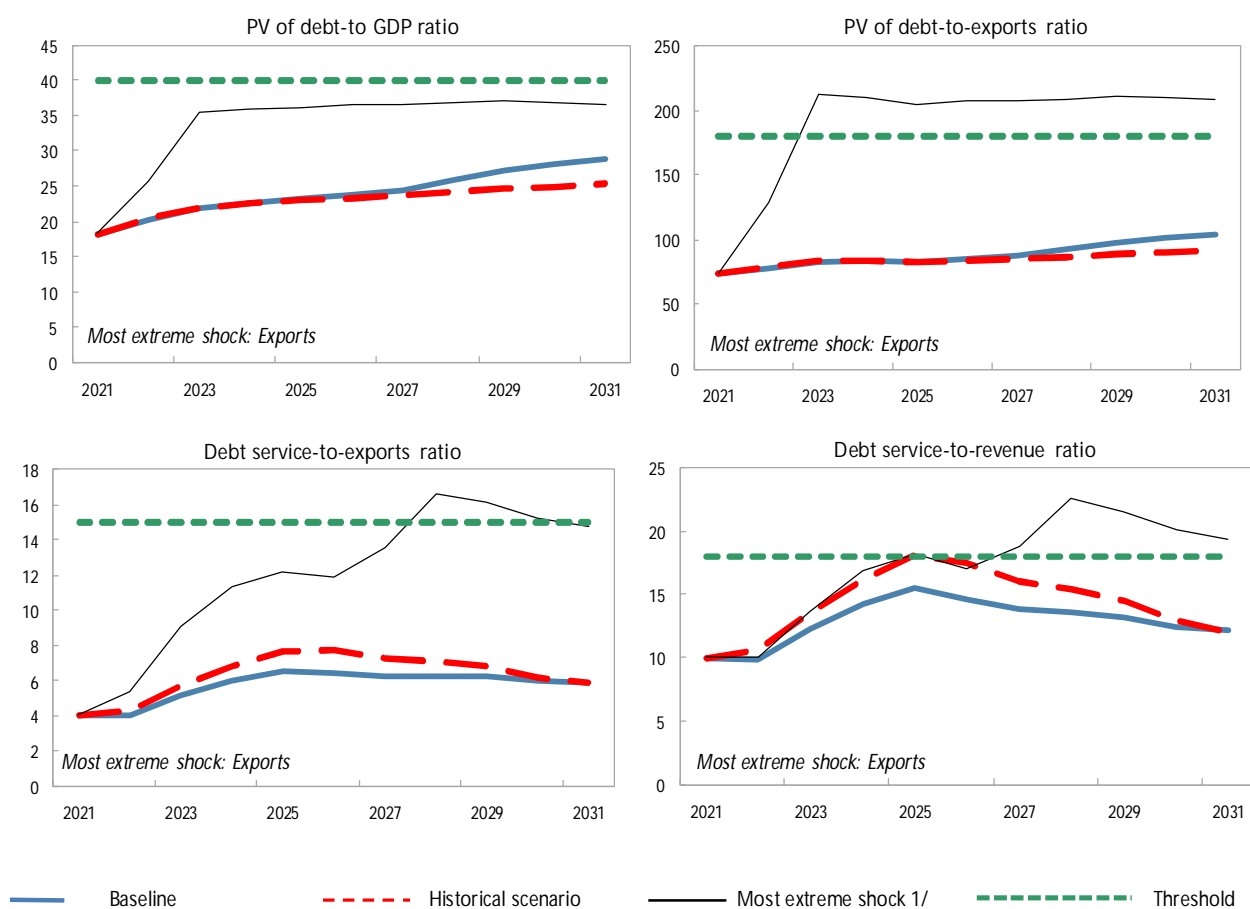 PV of debt-to GDP ratio
45
40
35
30
25
20
15
10
5
0
Most extreme shock: Exports
2021 2023 2025 2027 2029 2031
PV of debt-to-exports ratio
250
200
150
100
50
0
Most extreme shock: Exports
2021 2023 2025 2027 2029 2031
Debt service-to-exports ratio
18
16
14
12
10
8
6
4
2
0
Most extreme shock: Exports
2021 2023 2025 2027 2029 2031
Debt service-to-revenue ratio
25
20
15
10
5
0
Most extreme shock: Exports
2021 2023 2025 2027 2029 2031
Baseline Historical scenario Most extreme shock 1/ Threshold